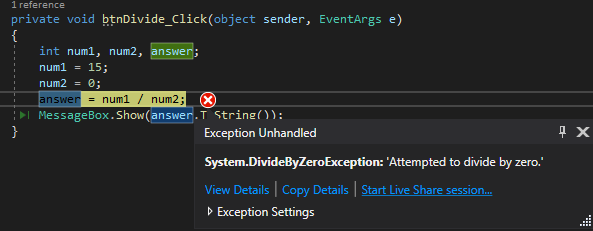 1 reference
private void btnDivide_Click(object sender, EventArgs e)
{
int num1, num2, answer;
num1 = 15;
num2 = 0;
answer = num1 / num2;
MessageBox.Show(answer.T String());
}
Exception Unhandled
System.DivideByZeroException: 'Attempted to divide by zero.'
View Details | Copy Details | Start Live Share session...
Exception Settings